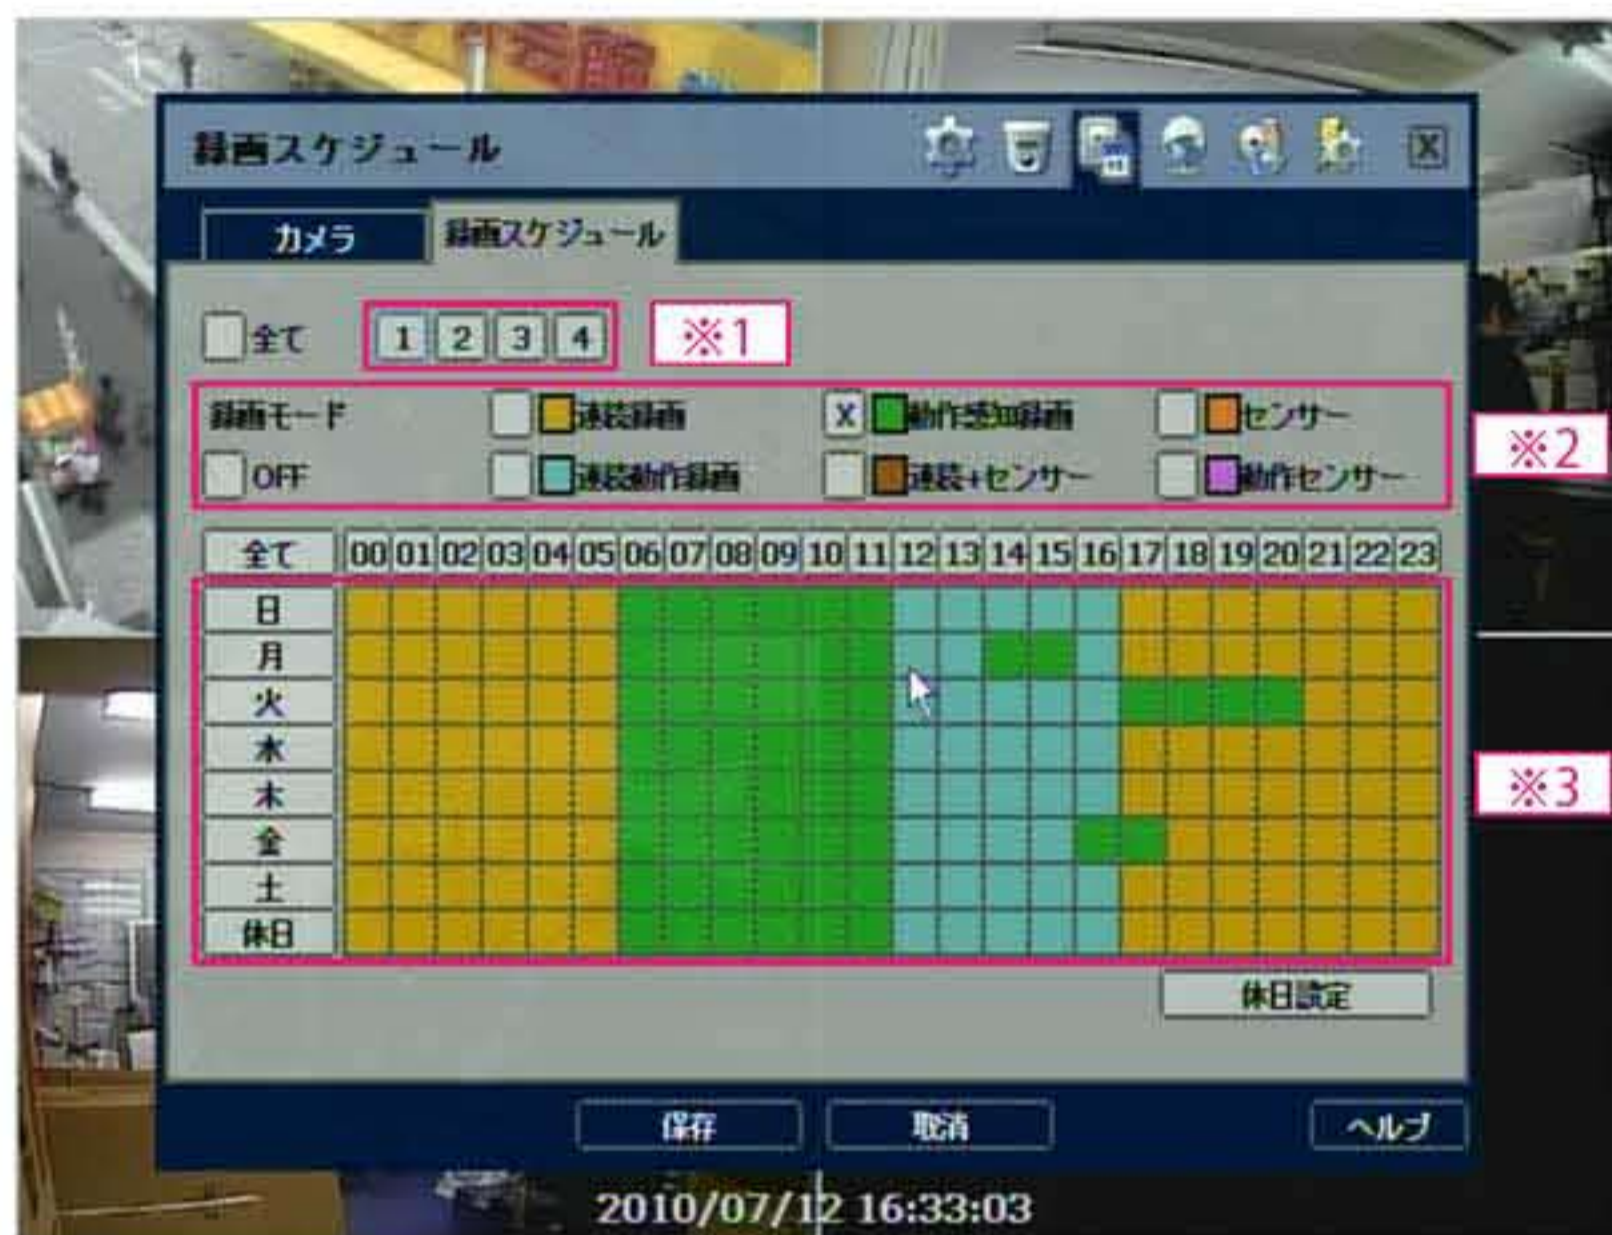 録画スケジュール X
カメラ 録画スケジュール
全て 1 2 3 4 ※1
録画モード 連続録画 X 動作感知録画 センサー
※2
OFF 連続動作録画 連続+センサー 動作センサー
全て 00 01 02 03 04 05 06 07 08 09 10 11 12 13 14 15 16 17 18 19 20 21 22 23
日
月
火
水
木
※3
金
土
休日
休日設定
保存 取消 ヘルプ
2010/07/12 16:33:03